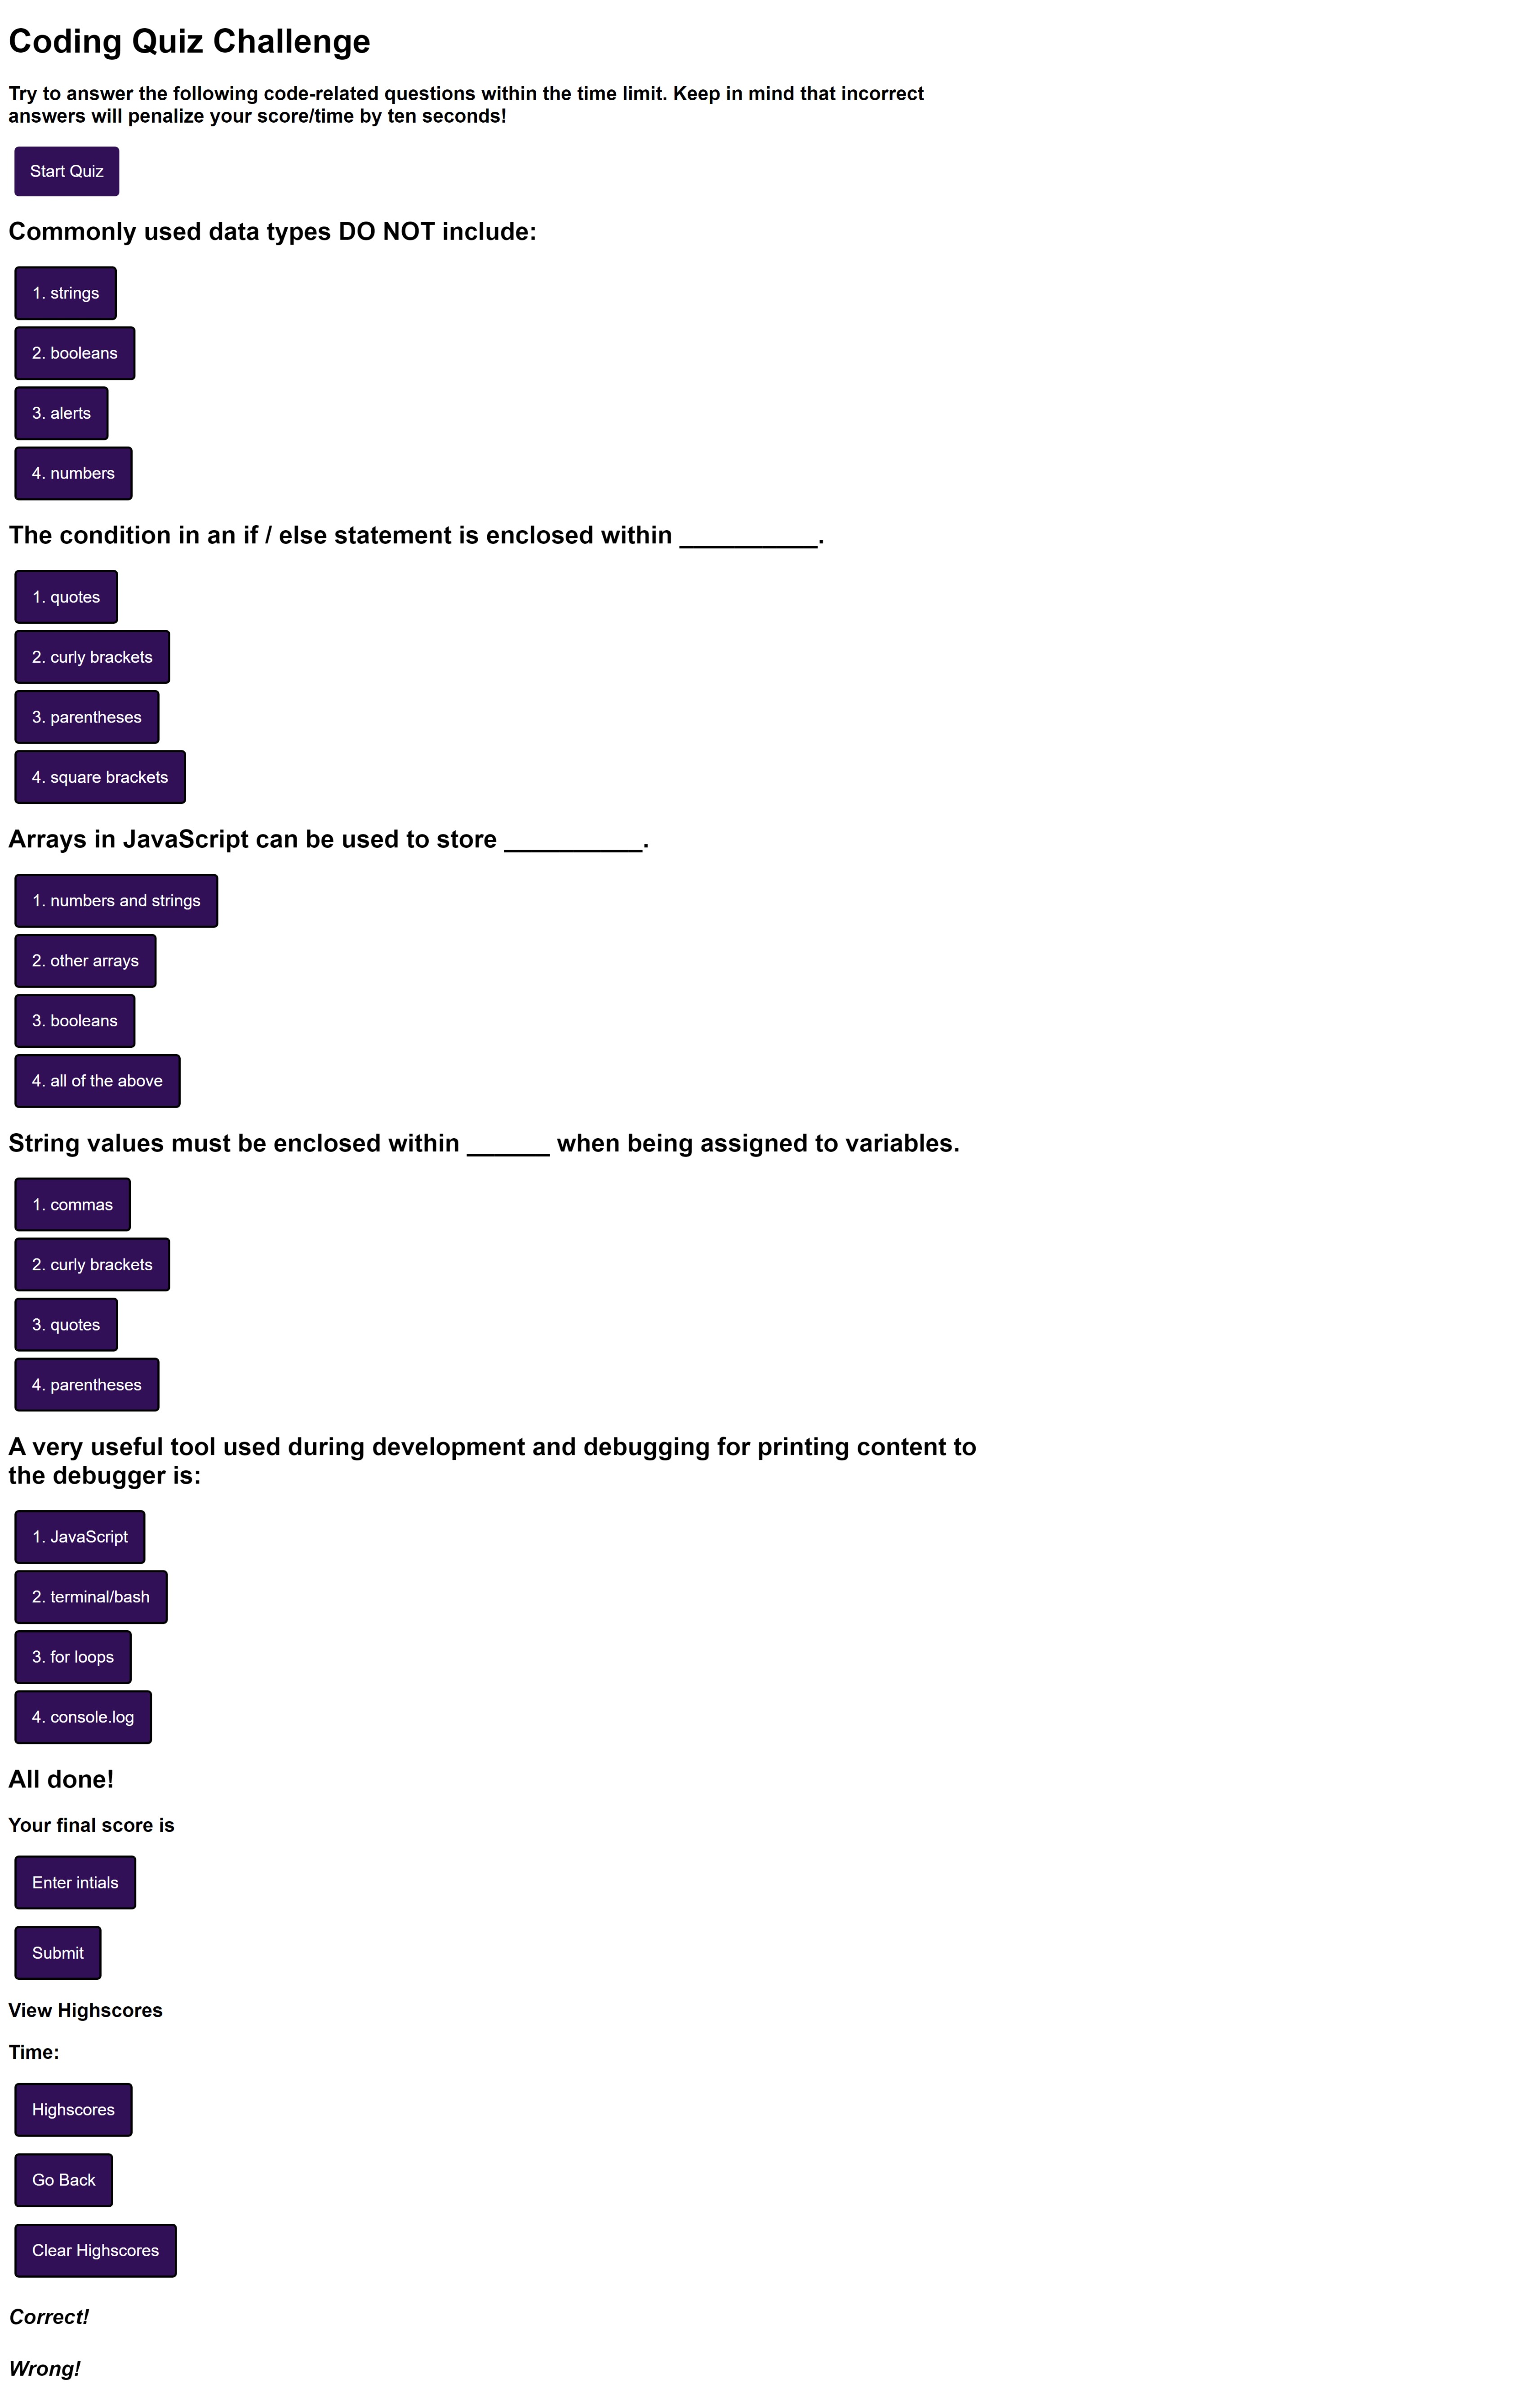 Coding Quiz Challenge
Try to answer the following code-related questions within the time limit. Keep in mind that incorrect
answers will penalize your score/time by ten seconds!
Start Quiz
Commonly used data types DO NOT include:
1. strings
2. booleans
3. alerts
4. numbers
The condition in an if / else statement is enclosed within __________.
1. quotes
2. curly brackets
3. parentheses
4. square brackets
Arrays in JavaScript can be used to store __________.
1. numbers and strings
2. other arrays
3. booleans
4. all of the above
String values must be enclosed within ______ when being assigned to variables.
1. commas
2. curly brackets
3. quotes
4. parentheses
A very useful tool used during development and debugging for printing content to
the debugger is:
1. JavaScript
2. terminal/bash
3. for loops
4. console.log
All done!
Your final score is
Enter intials
Submit
View Highscores
Time:
Highscores
Go Back
Clear Highscores
Correct!
Wrong!